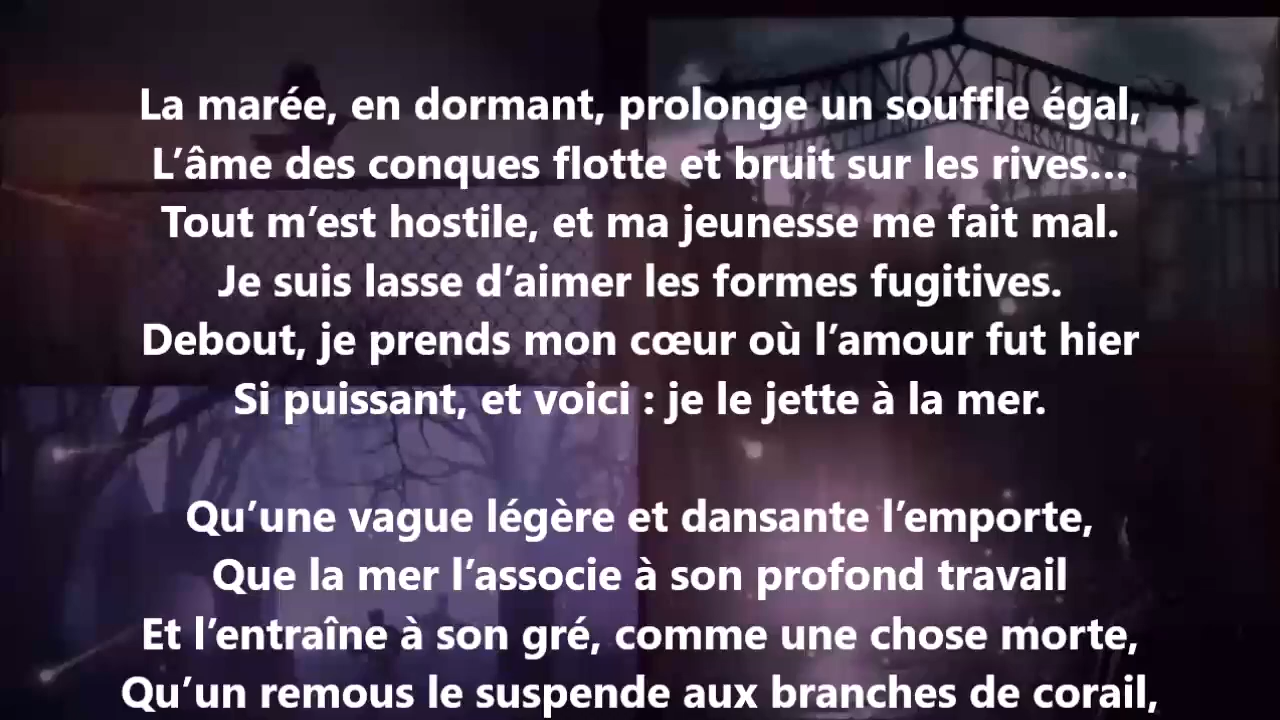 EQUINOX HO
La marée, en dormant, prolonge un souffle égal,
L’âme des conques flotte et bruit sur les rives…
Tout m’est hostile, et ma jeunesse me fait mal.
Je suis lasse d’aimer les formes fugitives.
Debout, je prends mon cœur où l’amour fut hier
Si puissant, et voici : je le jette à la mer.
Qu’une vague légère et dansante l’emporte,
Que la mer l’associe à son profond travail
Et l’entraîne à son gré, comme une chose morte,
Qu’un remous le suspende aux branches de corail,